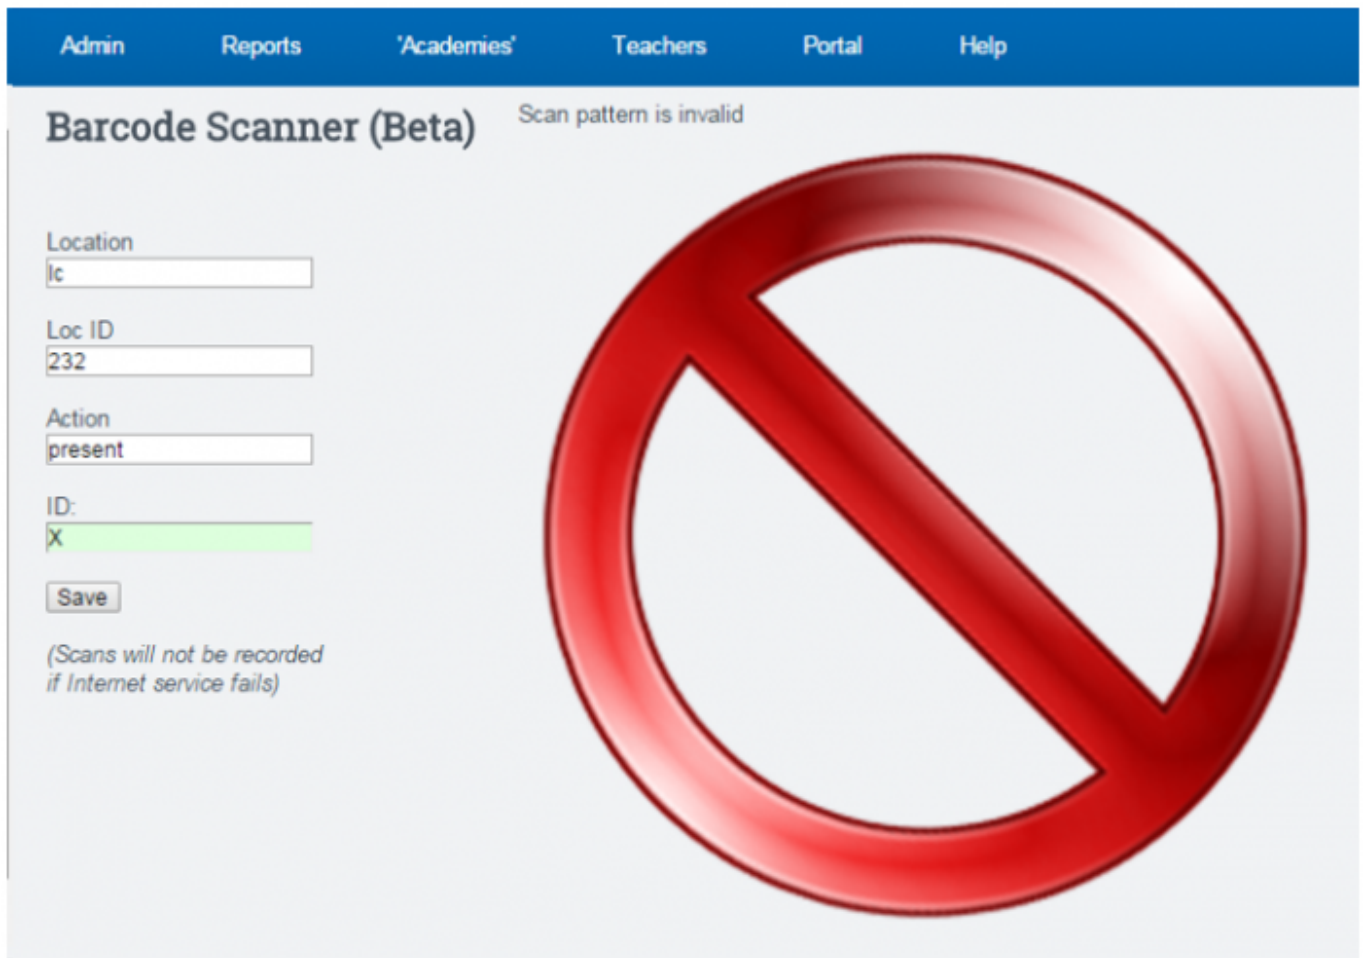 Admin Reports 'Academies' Teachers Portal Help
Barcode Scanner (Beta)
Scan pattern is invalid
Location
lc
Loc ID
232
Action
present
ID:
X
Save
(Scans will not be recorded
if Internet service fails)